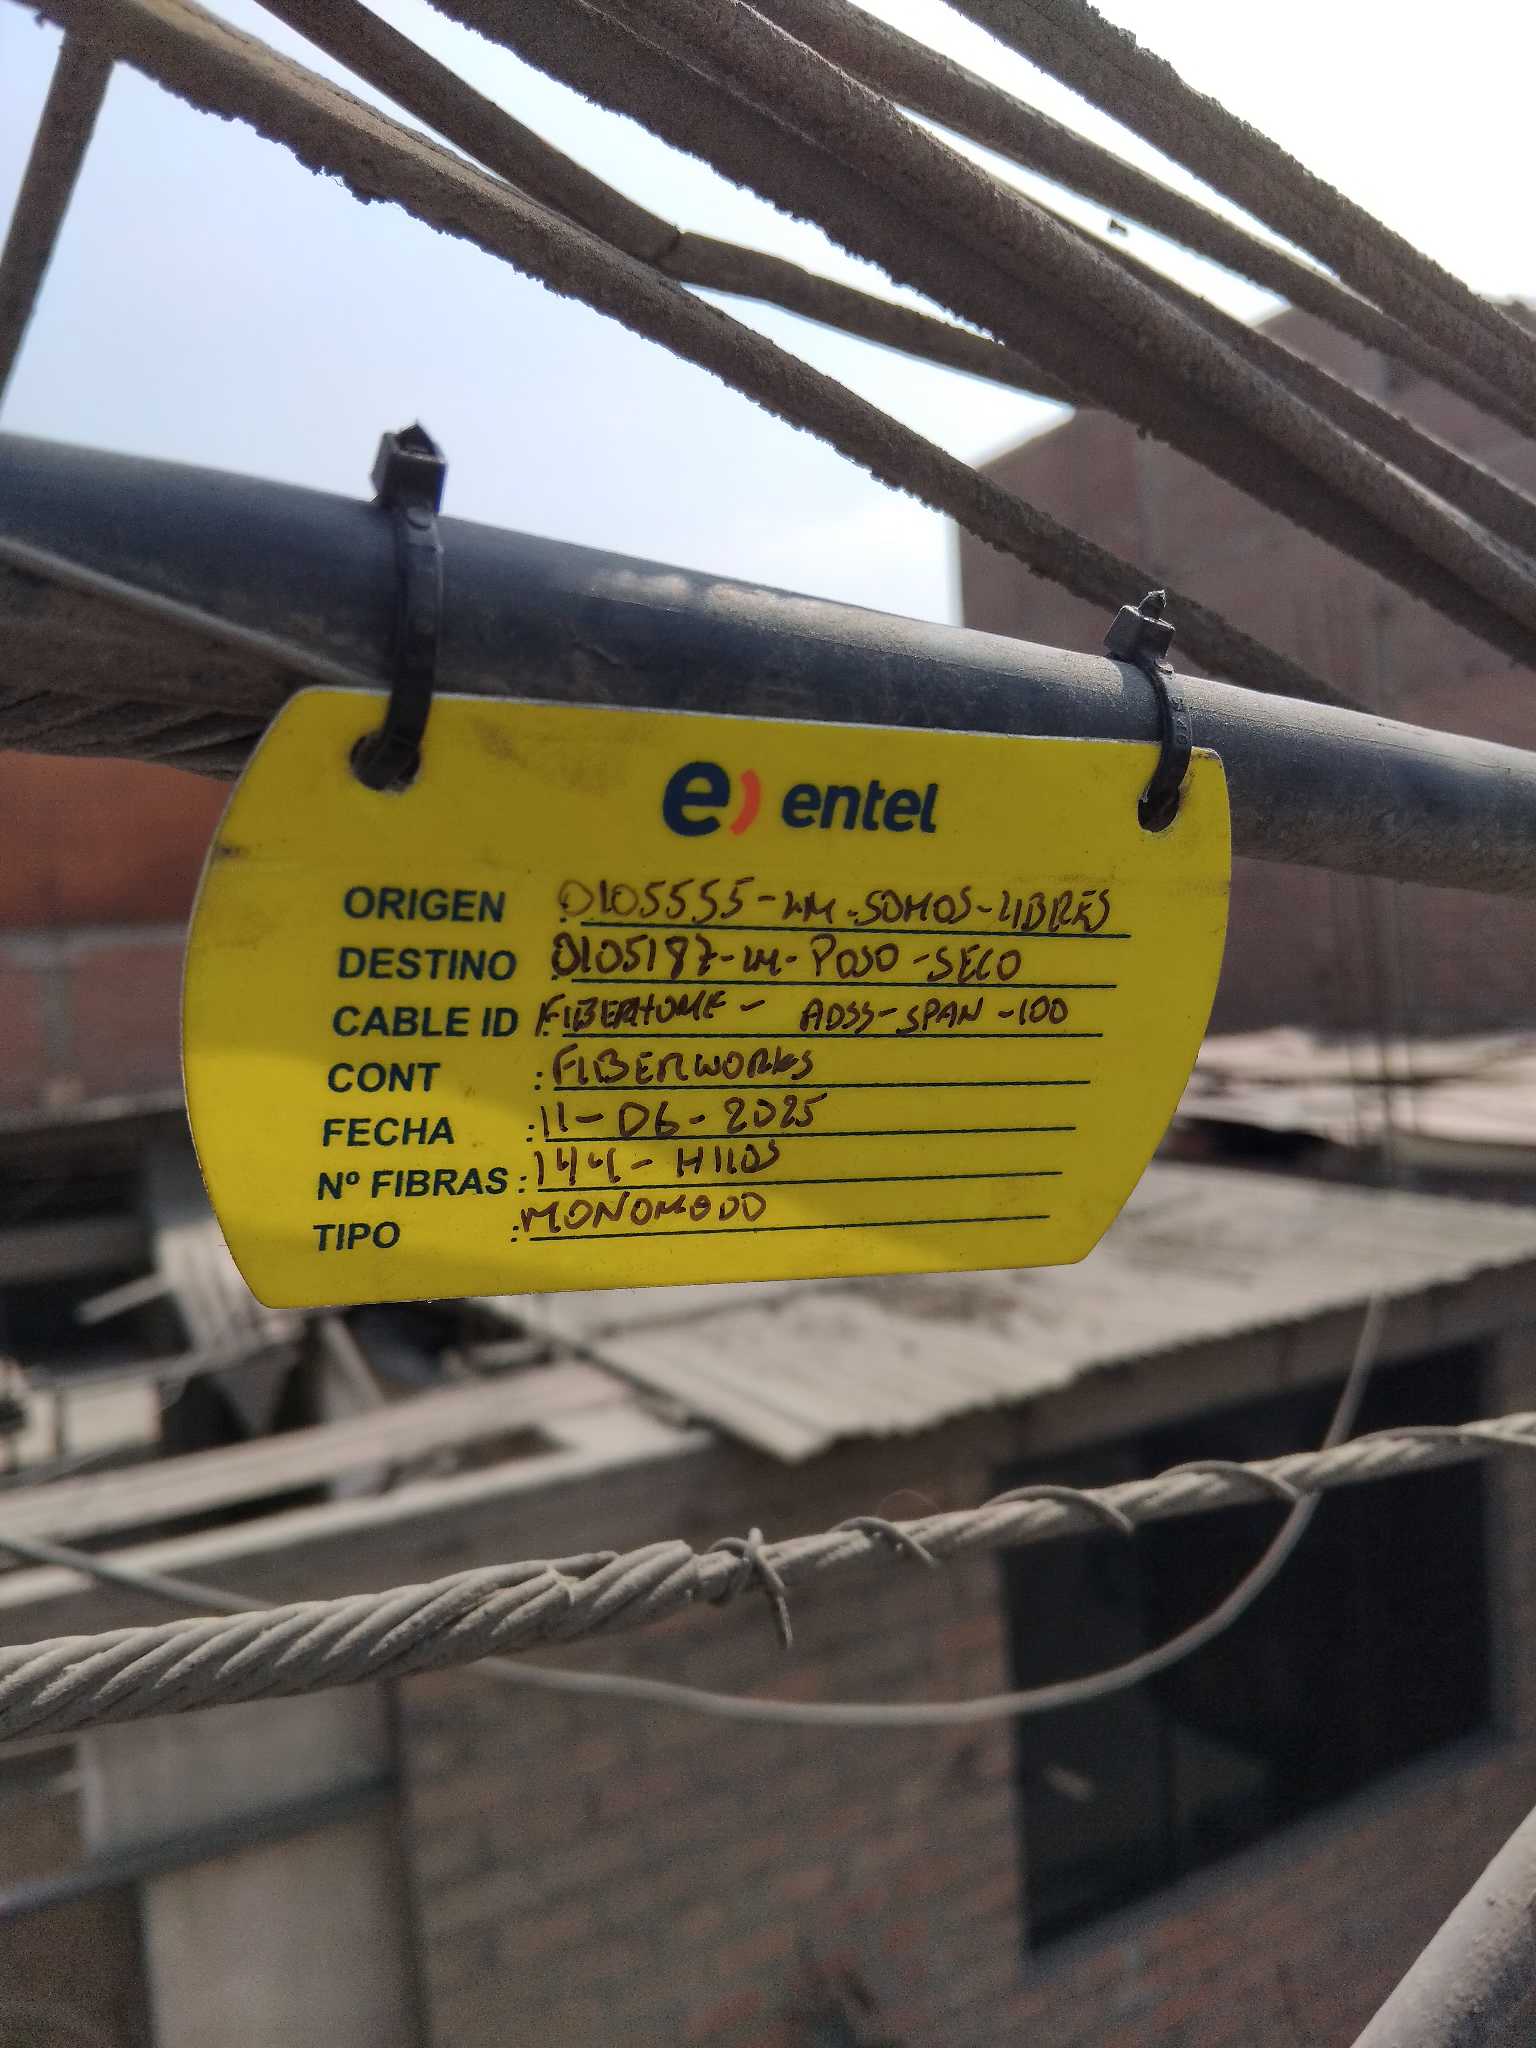 e) entel
ORIGEN : 0105555-LM-SOMOS-LIBRES
DESTINO : 0105187-LM-POSO-SECO
CABLE ID : FIBERHOME - ADSS-SPAN-100
CONT : FIBERWORKS
FECHA : 11-06-2025
Nº FIBRAS : 144-HILOS
TIPO : MONOMODO